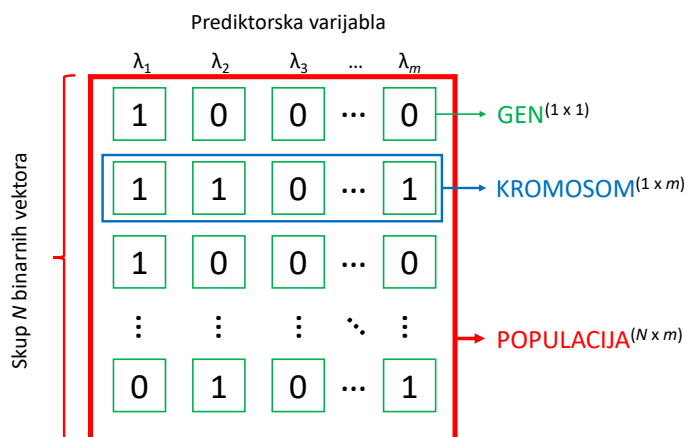 Prediktorska varijabla
λ1 λ2 λ3 ... λm
1 0 0 ... 0 GEN(1 x 1)
1 1 0 ... 1 KROMOSOM(1 x m)
1 0 0 ... 0
⋮ ⋮ ⋮ ⋱ ⋮ POPULACIJA(N x m)
0 1 0 ... 1
Skup N binarnih vektora